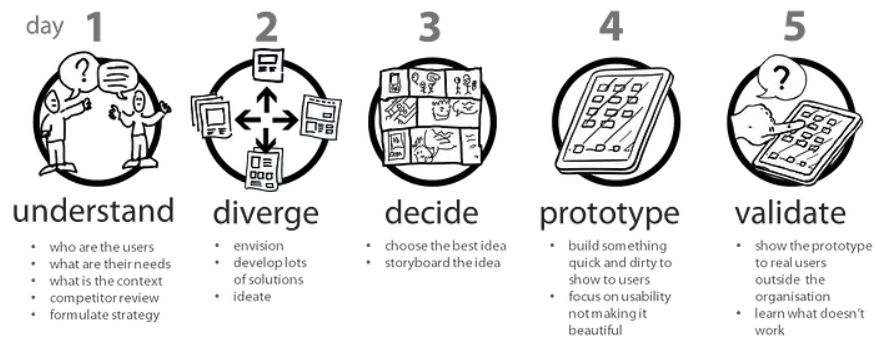 day 1 2 3 4 5
?
?
understand
• who are the users
• what are their needs
• what is the context
• competitor review
• formulate strategy
diverge
• envision
• develop lots
of solutions
• ideate
decide
• choose the best idea
• storyboard the idea
prototype
• build something
quick and dirty to
show to users
• focus on usability
not making it
beautiful
validate
• show the prototype
to real users
outside the
organisation
• learn what doesn't
work